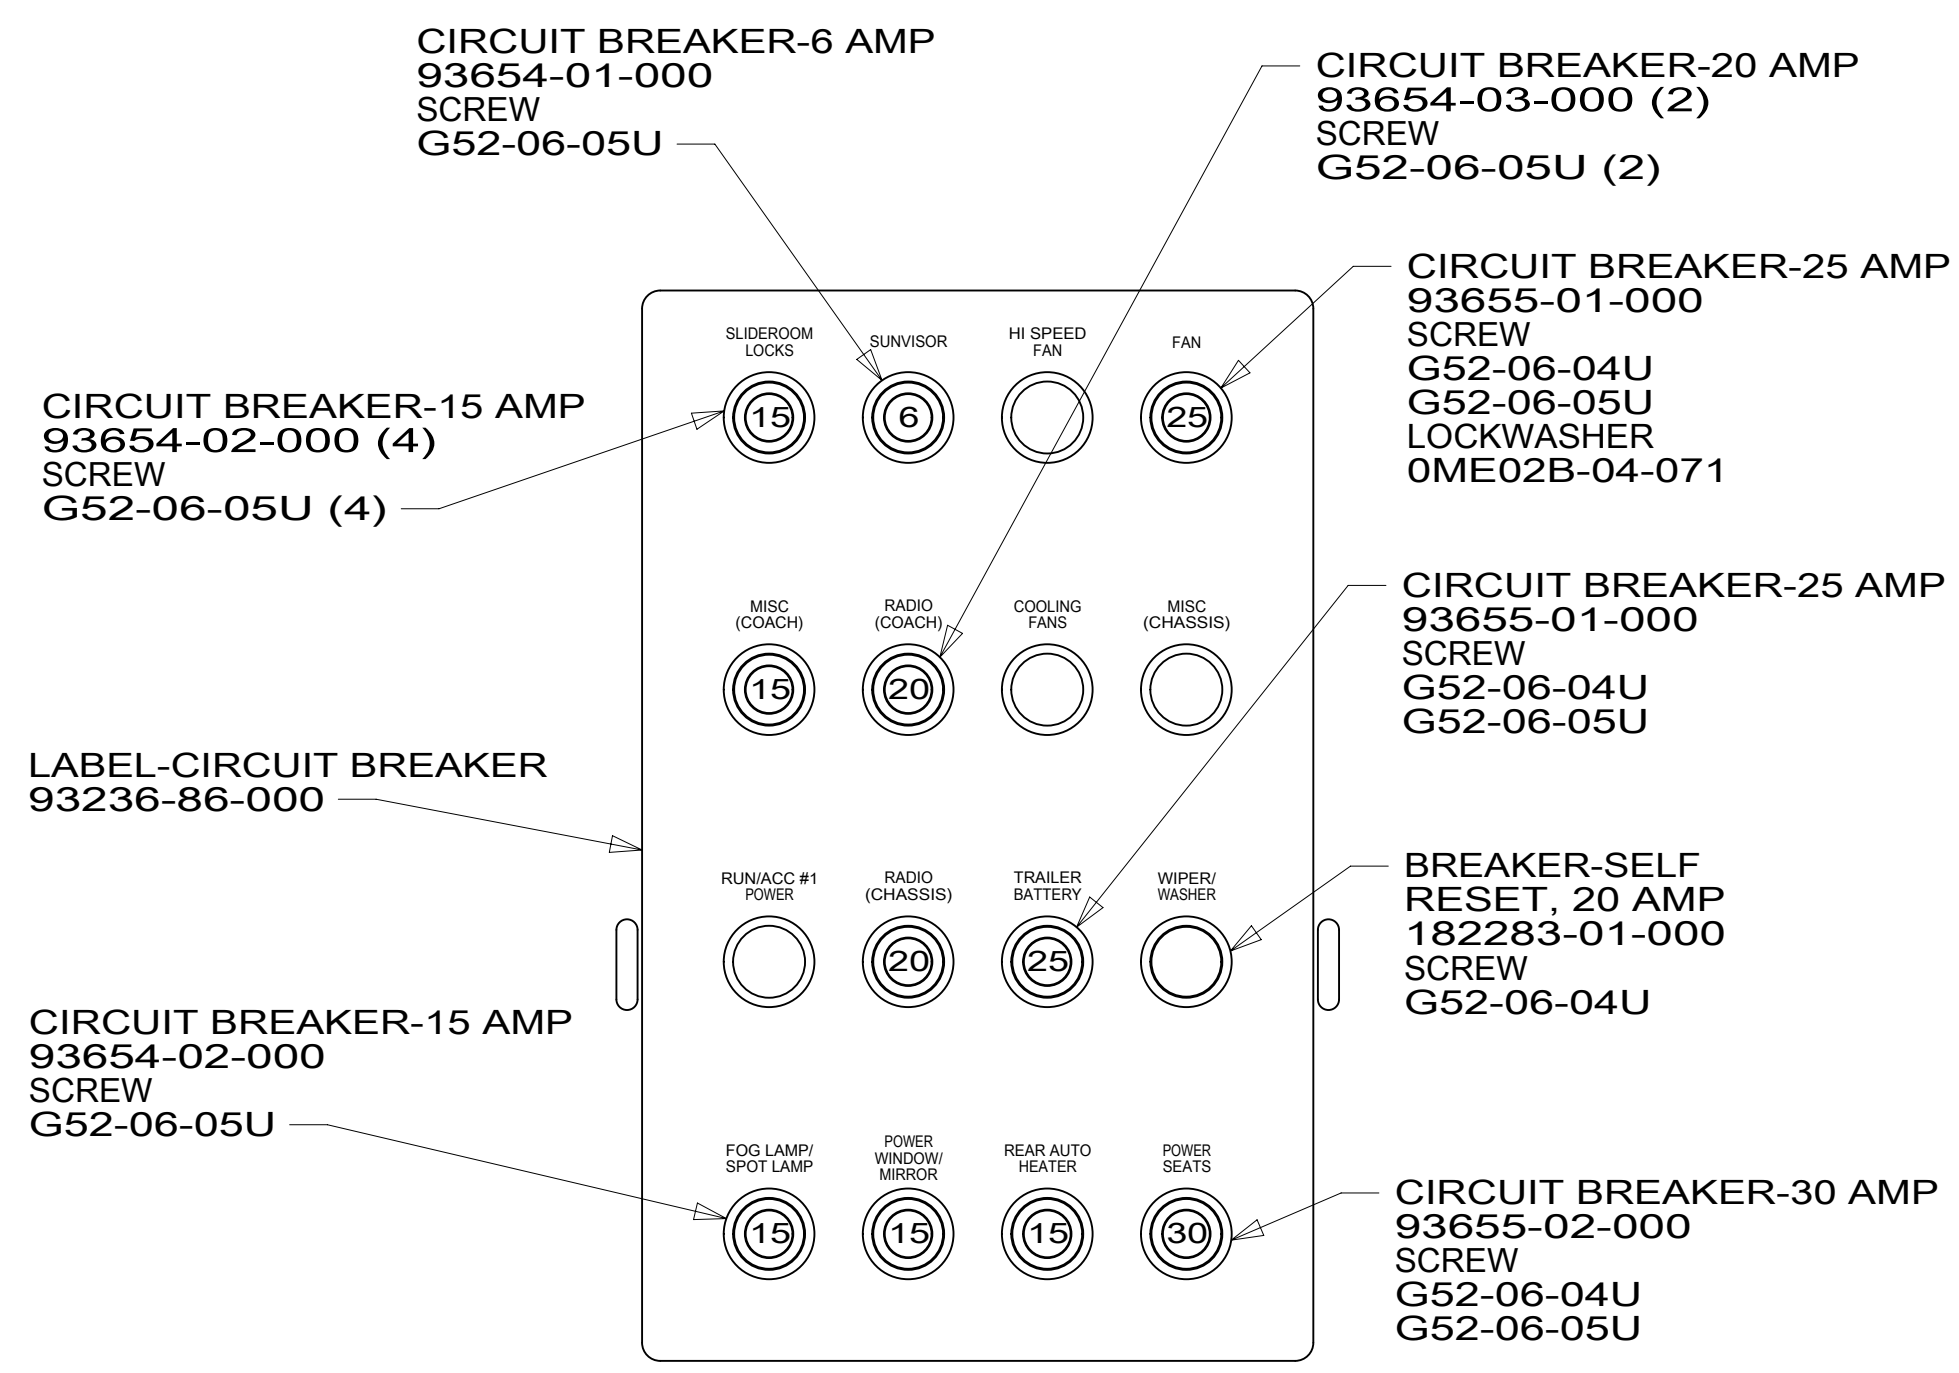 CIRCUIT BREAKER-6 AMP
93654-01-000
SCREW
G52-06-05U
CIRCUIT BREAKER-20 AMP
93654-03-000 (2)
SCREW
G52-06-05U (2)
CIRCUIT BREAKER-25 AMP
93655-01-000
SCREW
G52-06-04U
G52-06-05U
LOCKWASHER
0ME02B-04-071
CIRCUIT BREAKER-15 AMP
93654-02-000 (4)
SCREW
G52-06-05U (4)
SLIDEROOM
LOCKS
SUNVISOR
HI SPEED
FAN
FAN
15
6
25
CIRCUIT BREAKER-25 AMP
93655-01-000
SCREW
G52-06-04U
G52-06-05U
MISC
(COACH)
RADIO
(COACH)
COOLING
FANS
MISC
(CHASSIS)
15
20
LABEL-CIRCUIT BREAKER
93236-86-000
BREAKER-SELF
RESET, 20 AMP
182283-01-000
SCREW
G52-06-04U
RUN/ACC #1
POWER
RADIO
(CHASSIS)
TRAILER
BATTERY
WIPER/
WASHER
20
25
CIRCUIT BREAKER-15 AMP
93654-02-000
SCREW
G52-06-05U
FOG LAMP/
SPOT LAMP
POWER
WINDOW/
MIRROR
REAR AUTO
HEATER
POWER
SEATS
15
15
15
30
CIRCUIT BREAKER-30 AMP
93655-02-000
SCREW
G52-06-04U
G52-06-05U